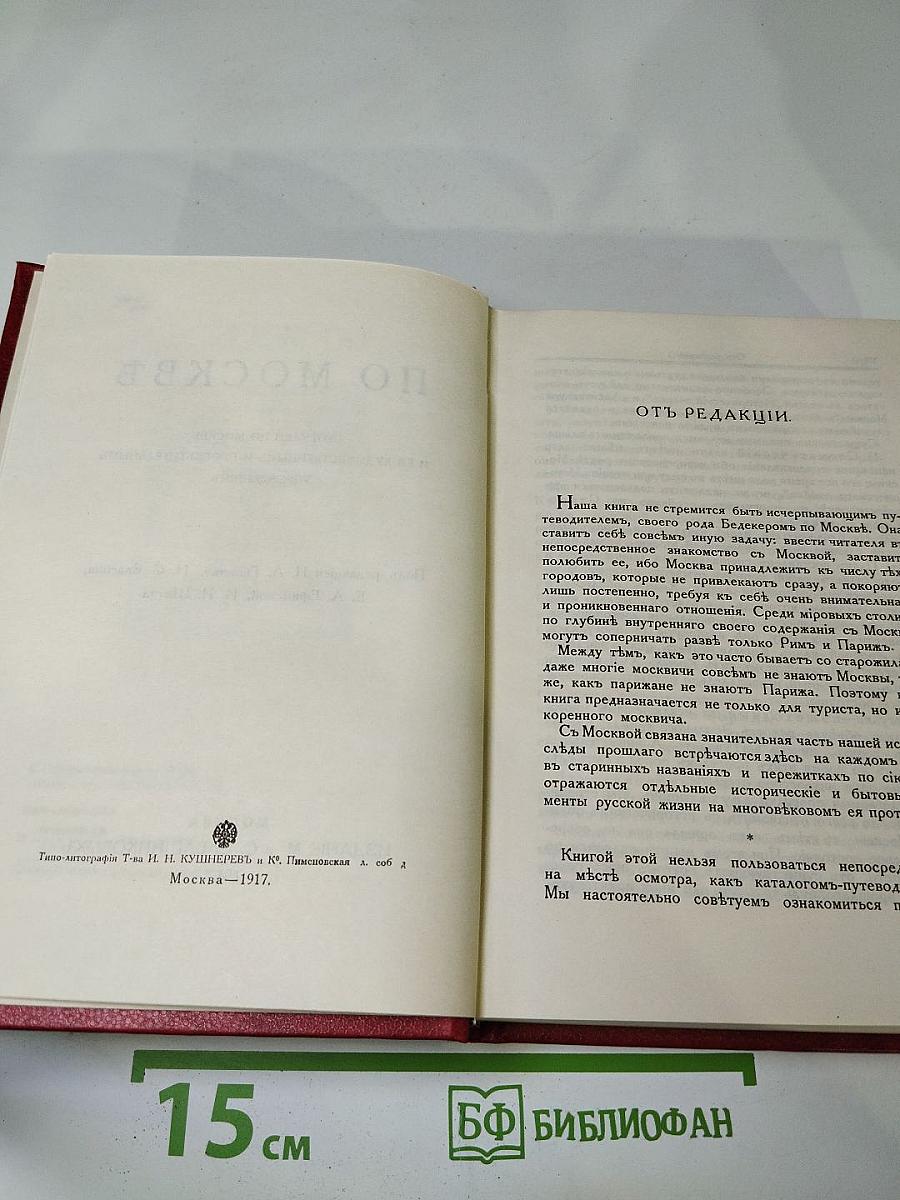 ПО МОСКВѢ
Типо-литографія Т-ва И. Н. КУШНЕРЕВЪ и Ко. Пименовская л. соб д
Москва—1917.
ОТЪ РЕДАКЦІИ.
Наша книга не стремится быть исчерпывающимъ пу-
теводителемъ, своего рода Бедекеромъ по Москвѣ. Она
ставитъ себѣ совсѣмъ иную задачу: ввести читателя въ
непосредственное знакомство съ Москвой, заставит
полюбить ее, ибо Москва принадлежитъ къ числу тѣх
городовъ, которые не привлекаютъ сразу, а покоряют
лишь постепенно, требуя къ себѣ очень внимательна
и проникновеннаго отношенія. Среди міровыхъ столи
по глубинѣ внутренняго своего содержанія съ Моск
могутъ соперничать развѣ только Римъ и Парижъ.
Между тѣмъ, какъ это часто бываетъ со старожила
даже многіе москвичи совсѣмъ не знаютъ Москвы,
же, какъ парижане не знаютъ Парижа. Поэтому
книга предназначается не только для туриста, но и
коренного москвича.
Съ Москвой связана значительная часть нашей ис
слѣды прошлаго встрѣчаются здѣсь на каждомъ
въ старинныхъ названіяхъ и пережиткахъ по сію
отражаются отдѣльные историческіе и бытовы
менты русской жизни на многовѣковомъ ея прот
*
Книгой этой нельзя пользоваться непосред
на мѣстѣ осмотра, какъ каталогомъ-путевод
Мы настоятельно совѣтуемъ ознакомиться п
15 см
БФ БИБЛИОФАН